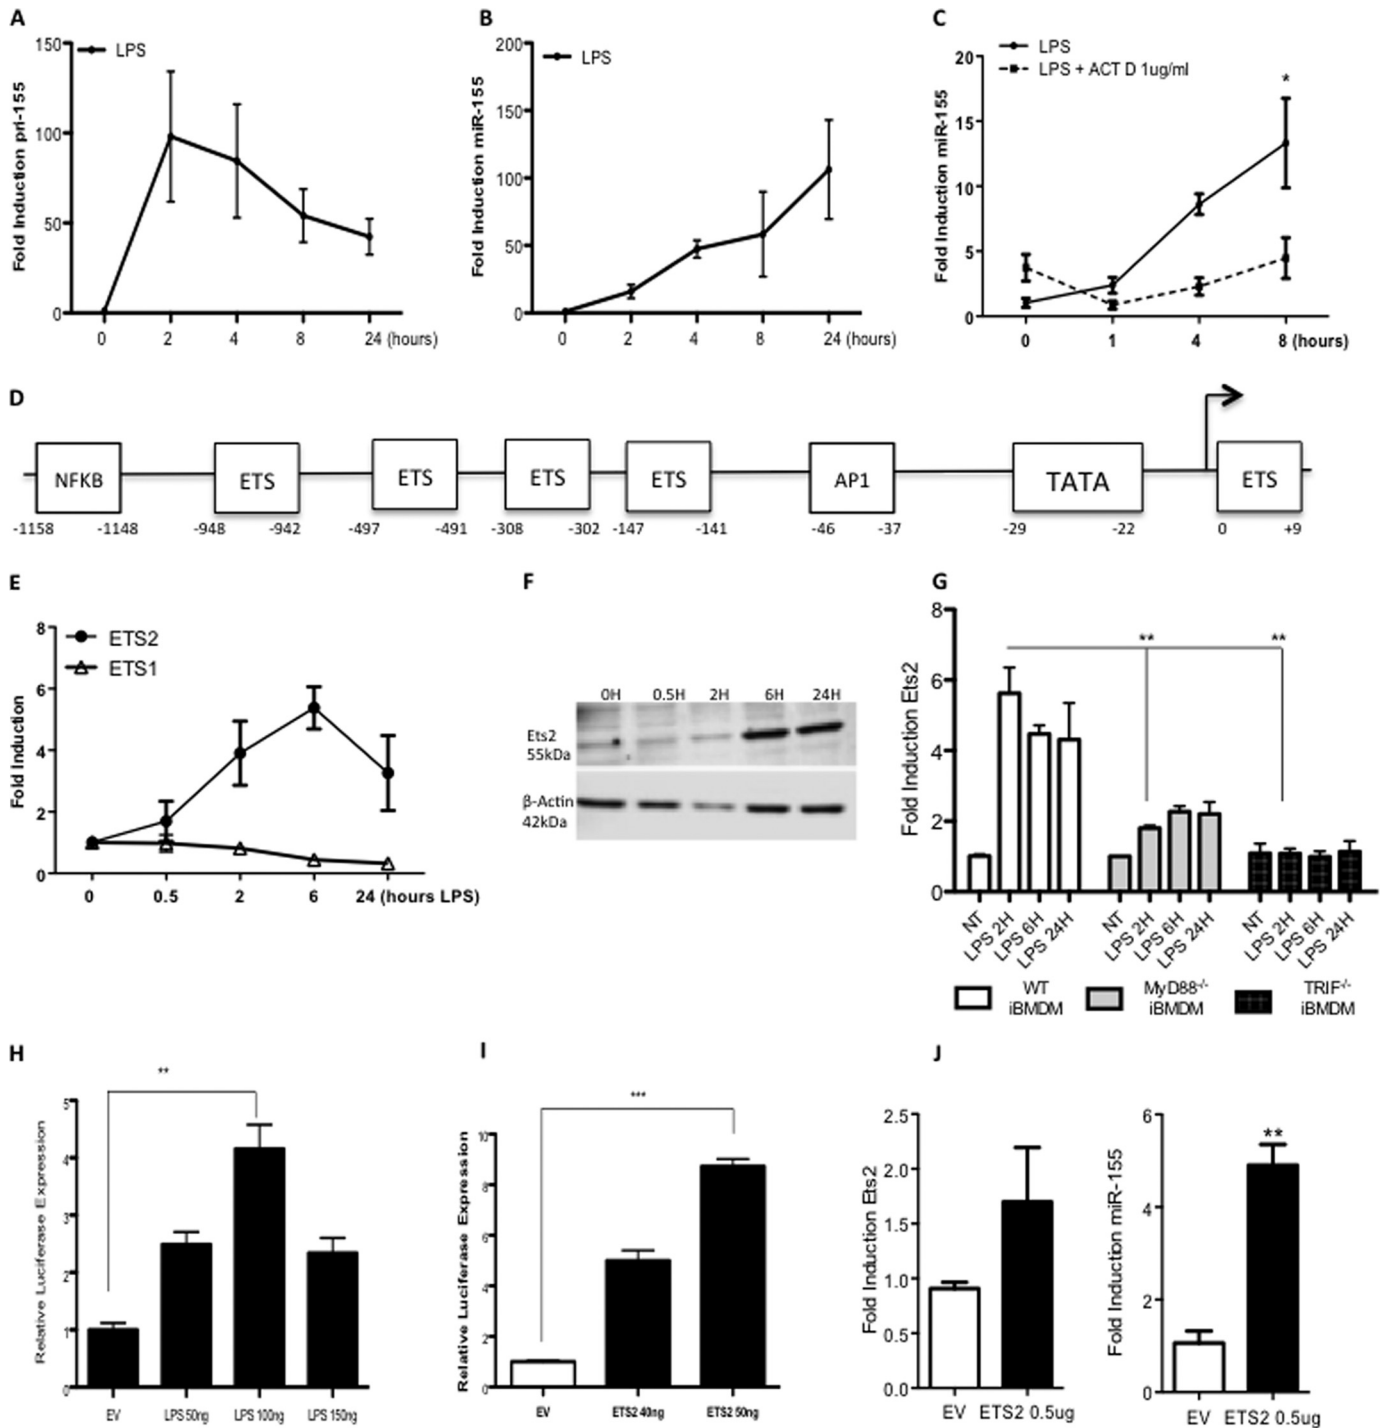 A
LPS
Fold Induction pri-155
150
100
50
0
0 2 4 8 24 (hours)
B
LPS
Fold Induction miR-155
200
150
100
50
0
0 2 4 8 24 (hours)
C
LPS
LPS + ACT D 1ug/ml
*
Fold Induction miR-155
20
15
10
5
0
0 1 4 8 (hours)
D
NFKB ETS ETS ETS ETS AP1 TATA ETS
-1158 -1148 -948 -942 -497 -491 -308 -302 -147 -141 -46 -37 -29 -22 0 +9
E
ETS2
ETS1
Fold Induction
8
6
4
2
0
0 0.5 2 6 24 (hours LPS)
F
0H 0.5H 2H 6H 24H
Ets2
55kDa
β-Actin
42kDa
G
** **
Fold Induction Ets2
8
6
4
2
0
NT LPS 2H LPS 6H LPS 24H NT LPS 2H LPS 6H LPS 24H NT LPS 2H LPS 6H LPS 24H
WT iBMDM
MyD88-/- iBMDM
TRIF-/- iBMDM
H
**
Relative Luciferase Expression
5
4
3
2
1
0
EV LPS 50ng LPS 100ng LPS 150ng
I
***
Relative Luciferase Expression
10
8
6
4
2
0
EV ETS2 40ng ETS2 50ng
J
Fold Induction Ets2
2.5
2.0
1.5
1.0
0.5
0.0
EV ETS2 0.5ug
**
Fold Induction miR-155
6
4
2
0
EV ETS2 0.5ug